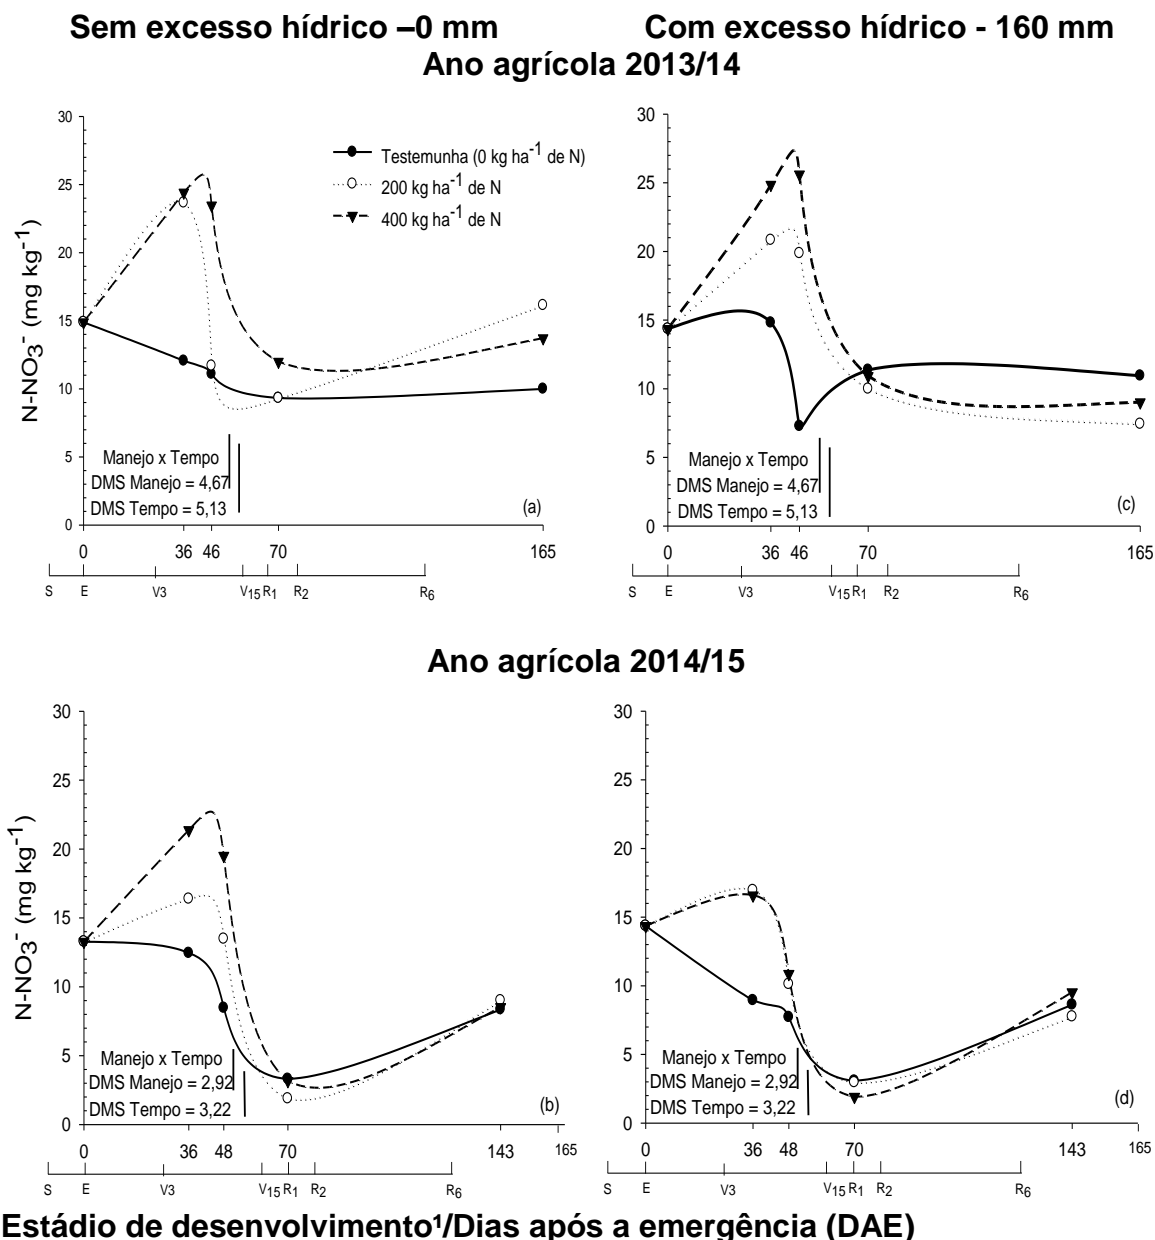 Sem excesso hídrico –0 mm
Com excesso hídrico - 160 mm
Ano agrícola 2013/14
N-NO3- (mg kg-1)
30
25
20
15
10
5
0
Testemunha (0 kg ha-1 de N)
200 kg ha-1 de N
400 kg ha-1 de N
Manejo x Tempo
DMS Manejo = 4,67
DMS Tempo = 5,13
(a)
0 36 46 70 165
S E V3 V15 R1 R2 R6
30
25
20
15
10
5
0
Manejo x Tempo
DMS Manejo = 4,67
DMS Tempo = 5,13
(c)
0 36 46 70 165
S E V3 V15 R1 R2 R6
Ano agrícola 2014/15
N-NO3- (mg kg-1)
30
25
20
15
10
5
0
Manejo x Tempo
DMS Manejo = 2,92
DMS Tempo = 3,22
(b)
0 36 48 70 143 165
S E V3 V15 R1 R2 R6
30
25
20
15
10
5
0
Manejo x Tempo
DMS Manejo = 2,92
DMS Tempo = 3,22
(d)
0 36 48 70 143 165
S E V3 V15 R1 R2 R6
Estádio de desenvolvimento¹/Dias após a emergência (DAE)